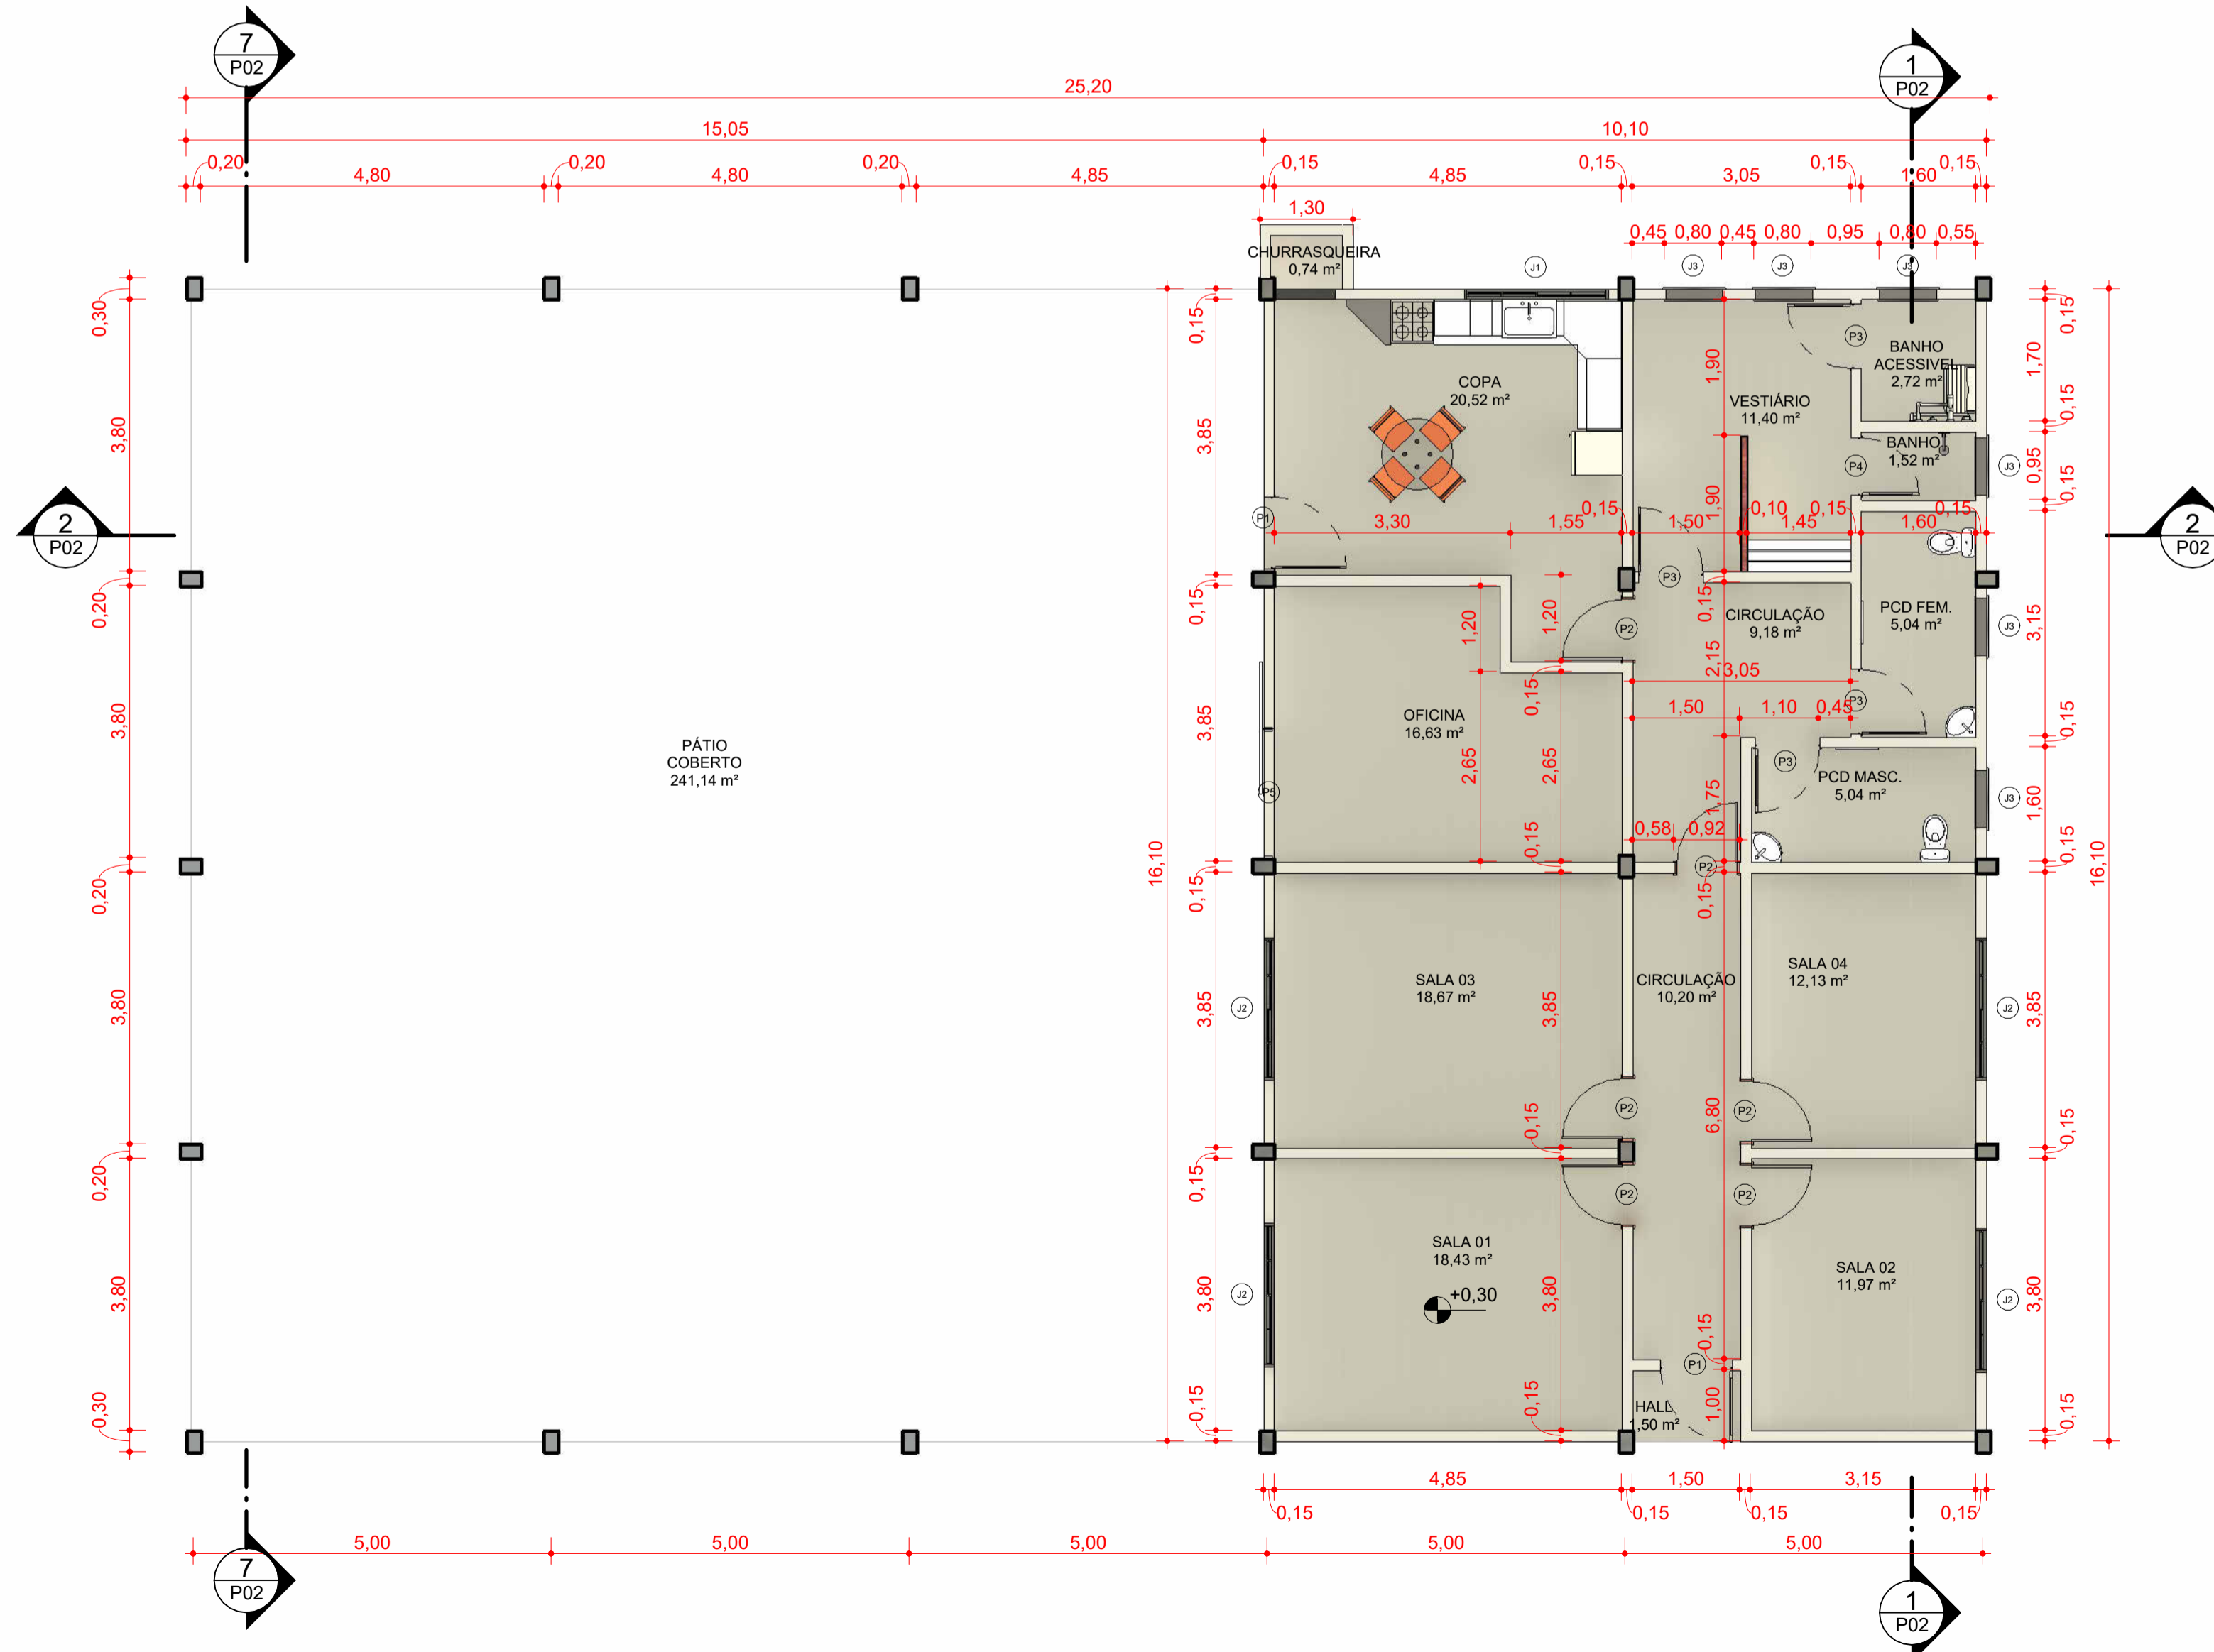 7
P02
1
P02
25,20
15,05
10,10
0,20
0,20
0,20
0,15
0,15
0,15
0,15
4,80
4,80
4,85
4,85
3,05
1,60
1,30
0,45
0,80
0,45
0,80
0,95
0,80
0,55
CHURRASQUEIRA
0,74 m²
J1
J3
J3
J3
0,30
0,15
0,15
P3
BANHO
ACESSIVEL
2,72 m²
1,90
1,70
COPA
20,52 m²
VESTIÁRIO
11,40 m²
0,15
3,80
3,85
BANHO
1,52 m²
P4
J3
0,95
0,15
2
P02
P1
3,30
1,55
0,15
1,50
1,90
0,10
1,45
0,15
1,60
0,15
2
P02
0,20
0,15
P3
0,15
1,20
1,20
P2
CIRCULAÇÃO
9,18 m²
PCD FEM.
5,04 m²
J3
3,15
2,15
2,3,05
0,15
1,50
1,10
0,45
P3
OFICINA
16,63 m²
3,80
3,85
PÁTIO
COBERTO
241,14 m²
2,65
2,65
P3
PCD MASC.
5,04 m²
0,15
P5
1,75
J3
1,60
0,58
0,92
0,15
0,15
16,10
16,10
0,20
0,15
P2
0,15
SALA 03
18,67 m²
CIRCULAÇÃO
10,20 m²
SALA 04
12,13 m²
3,80
3,85
J2
3,85
J2
3,85
P2
P2
6,80
0,15
0,15
0,20
0,15
P2
P2
SALA 01
18,43 m²
+0,30
SALA 02
11,97 m²
3,80
3,80
J2
3,80
J2
3,80
0,15
P1
0,30
0,15
0,15
HALL
1,50 m²
1,00
0,15
4,85
1,50
3,15
0,15
0,15
0,15
0,15
5,00
5,00
5,00
5,00
5,00
7
P02
1
P02